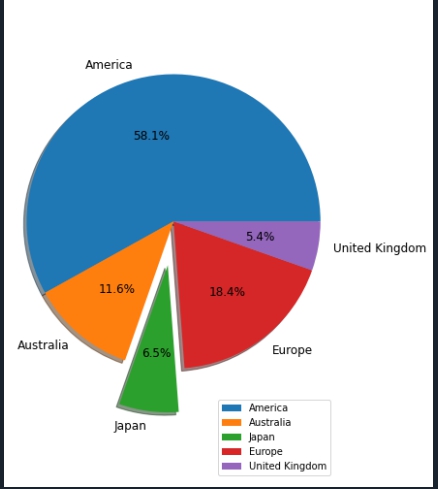 America
58.1%
5.4%
United Kingdom
11.6%
18.4%
Australia
6.5%
Europe
Japan
America
Australia
Japan
Europe
United Kingdom